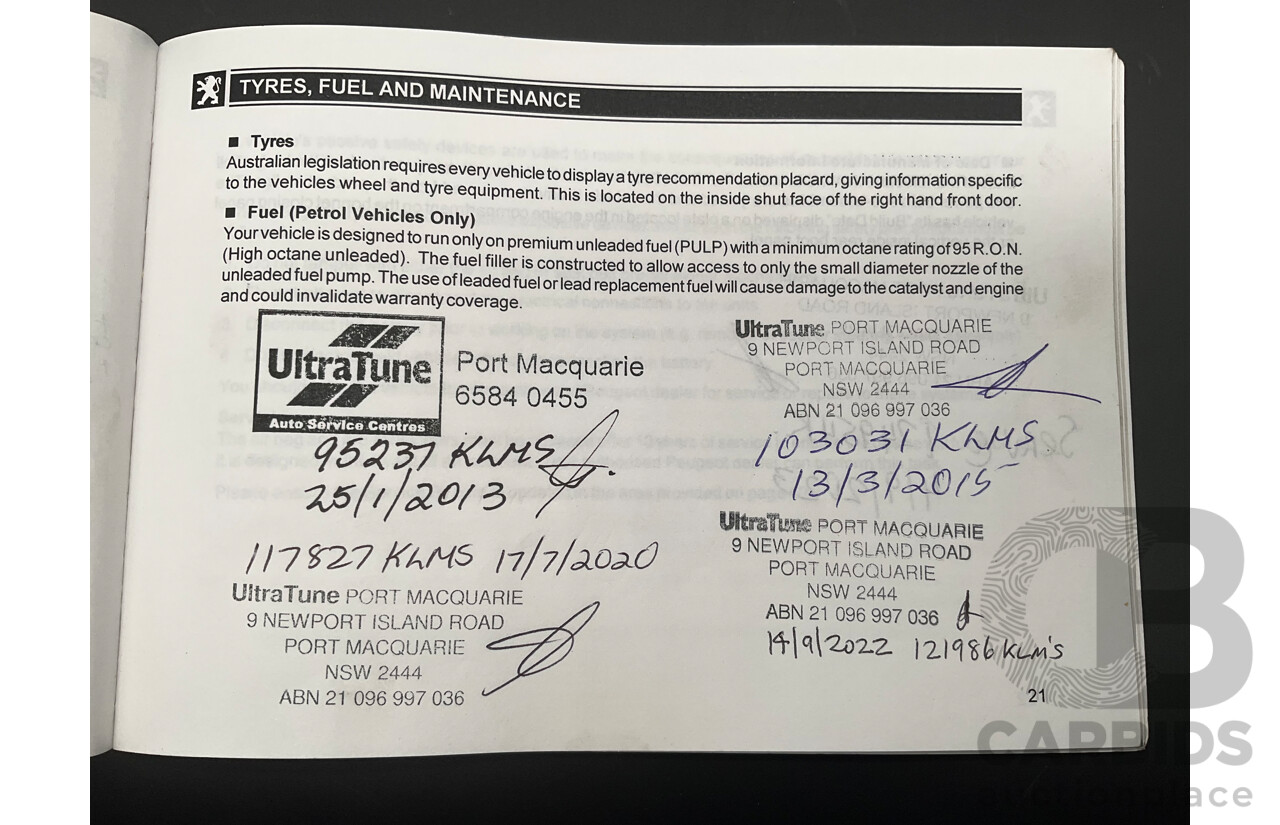 TYRES, FUEL AND MAINTENANCE
■ Tyres
Australian legislation requires every vehicle to display a tyre recommendation placard, giving information specific
to the vehicles wheel and tyre equipment. This is located on the inside shut face of the right hand front door.
■ Fuel (Petrol Vehicles Only)
Your vehicle is designed to run only on premium unleaded fuel (PULP) with a minimum octane rating of 95 R.O.N.
(High octane unleaded). The fuel filler is constructed to allow access to only the small diameter nozzle of the
unleaded fuel pump. The use of leaded fuel or lead replacement fuel will cause damage to the catalyst and engine
and could invalidate warranty coverage.
UltraTune
Auto Service Centres
Port Macquarie
6584 0455
95237 KLMS
25/1/2013
UltraTune PORT MACQUARIE
9 NEWPORT ISLAND ROAD
PORT MACQUARIE
NSW 2444
ABN 21 096 997 036
103031 KLMS
13/3/2015
117827 KLMS 17/7/2020
UltraTune PORT MACQUARIE
9 NEWPORT ISLAND ROAD
PORT MACQUARIE
NSW 2444
ABN 21 096 997 036
UltraTune PORT MACQUARIE
9 NEWPORT ISLAND ROAD
PORT MACQUARIE
NSW 2444
ABN 21 096 997 036
14/9/2022 121986 KLM'S
21
CARBIDS
auctionplace